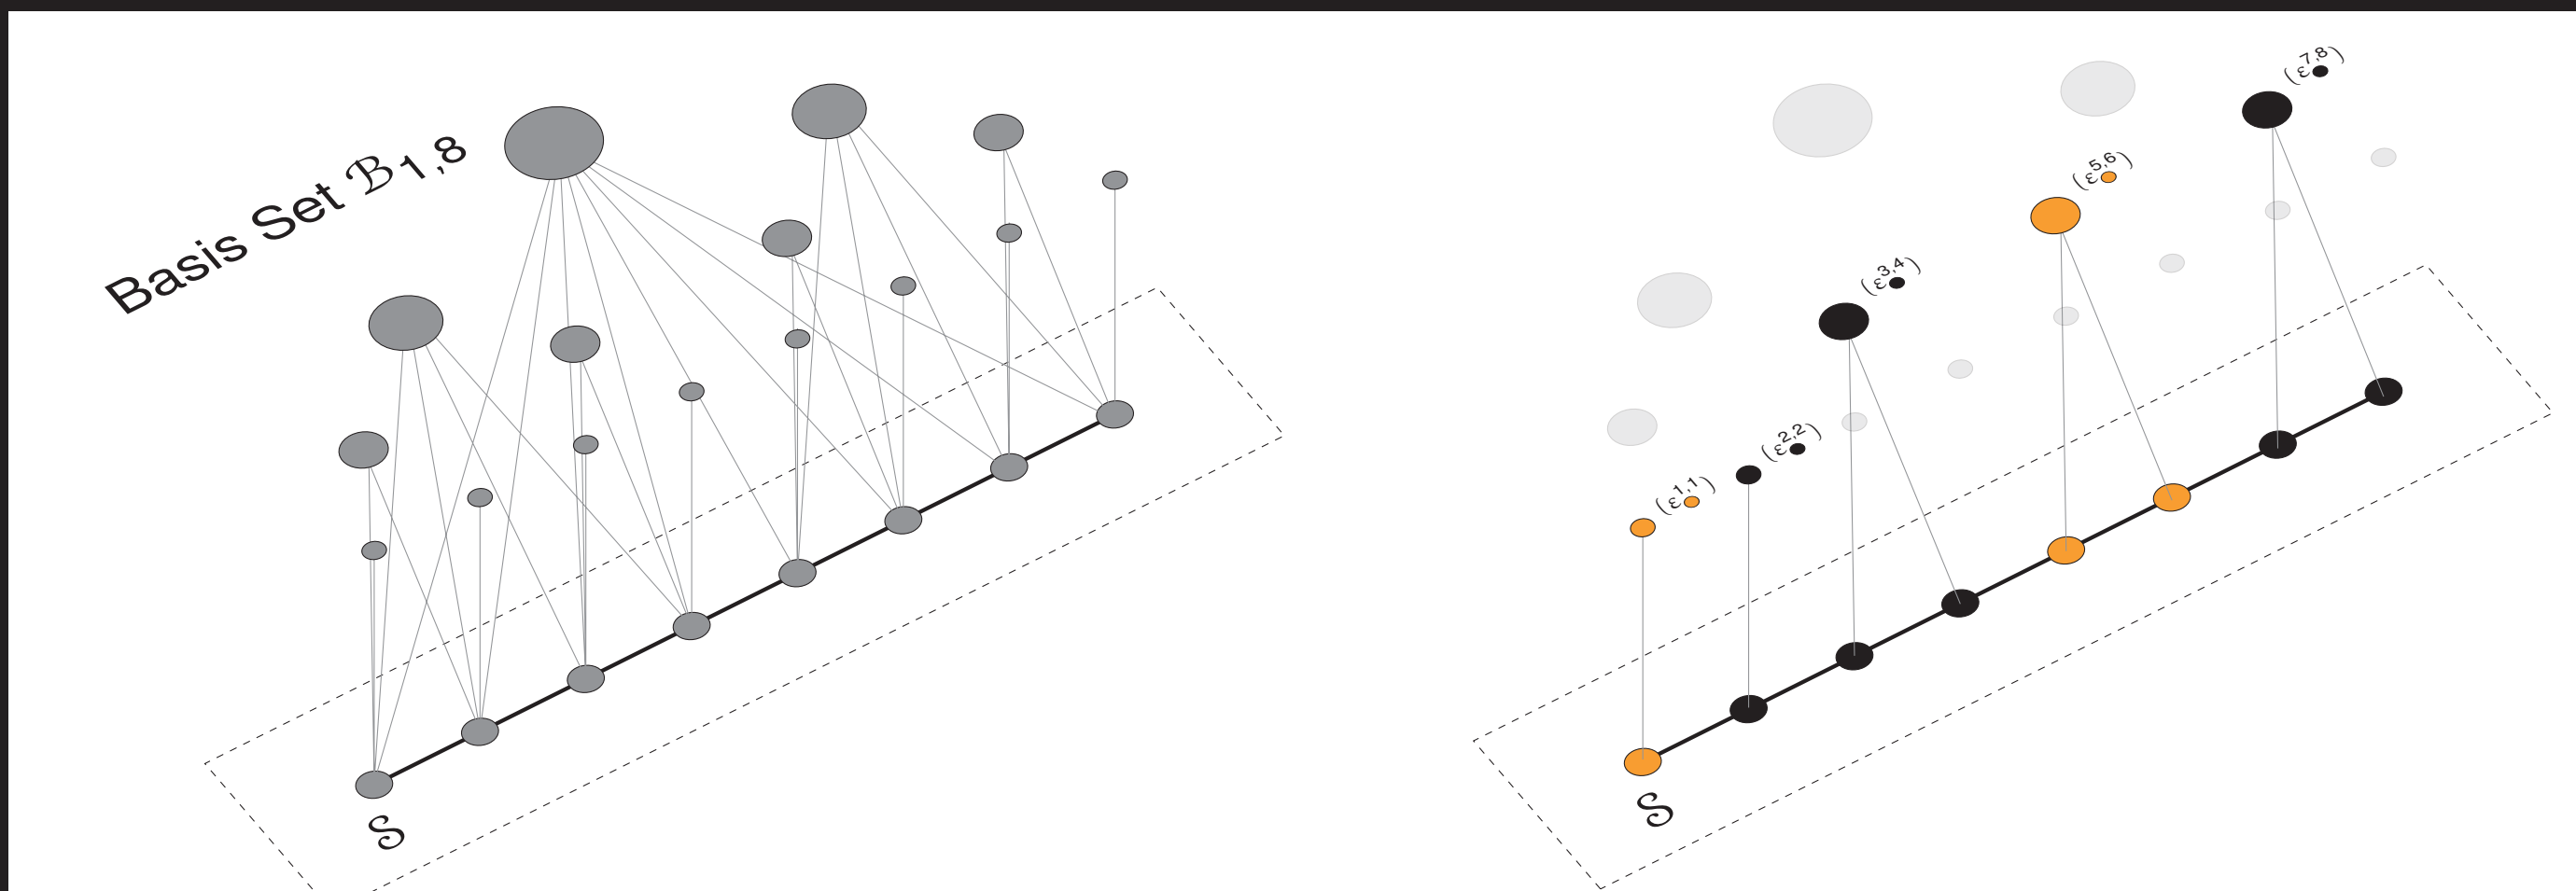 Basis Set ℬ1,8
𝒮
(ε1,1)
(ε2,2)
(ε3,4)
(ε5,6)
(ε7,8)
𝒮